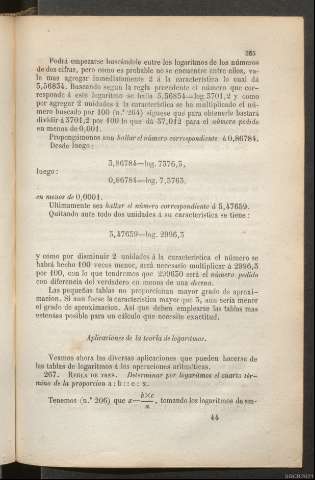 365
Podrá empezarse buscándole entre los logaritmos de los números
de dos cifras, pero como es probable no se encuentre entre ellos, va-
le mas agregar inmediatamente 2 á la característica lo cual dá
5,56854. Buscando segun la regla precedente el número que cor-
responde á este logaritmo se halla 5,56854=log. 3701,2 y como
por agregar 2 unidades á la característica se ha multiplicado el nú-
mero buscado por 100 (n.º 264) síguese que para obtenerle bastará
dividir á 3701,2 por 100 lo que dá 37,012 para el número pedido
en menos de 0,001.
Propongámonos aun hallar el número correspondiente á 0,86784.
Desde luego:
3,86784=log. 7376,3,
luego:
0,86784=log. 7,3763,
en menos de 0,0001.
Ultimamente sea hallar el número correspondiente á 5,47659.
Quitando ante todo dos unidades á su característica se tiene:
3,47659=log. 2996,3
y como por disminuir 2 unidades á la característica el número se
habrá hecho 100 veces menor, será necesario multiplicar á 2996,3
por 100, con lo que tendremos que 299630 será el número pedido
con diferencia del verdadero en menos de una decena.
Las pequeñas tablas no proporcionan mayor grado de aproxi-
macion. Si aun fuese la característica mayor que 5, aun sería menor
el grado de aproximacion. Así que deben emplearse las tablas mas
estensas posible para un cálculo que necesite exactitud.
Aplicaciones de la teoría de logaritmos.
Veamos ahora las diversas aplicaciones que pueden hacerse de
las tablas de logaritmos á las operaciones aritméticas.
267. REGLA DE TRES. Determinar por logaritmos el cuarto tér-
mino de la proporcion a : b :: c : x.
Tenemos (n.º 206) que x=b×c/a, tomando los logaritmos de am-
44